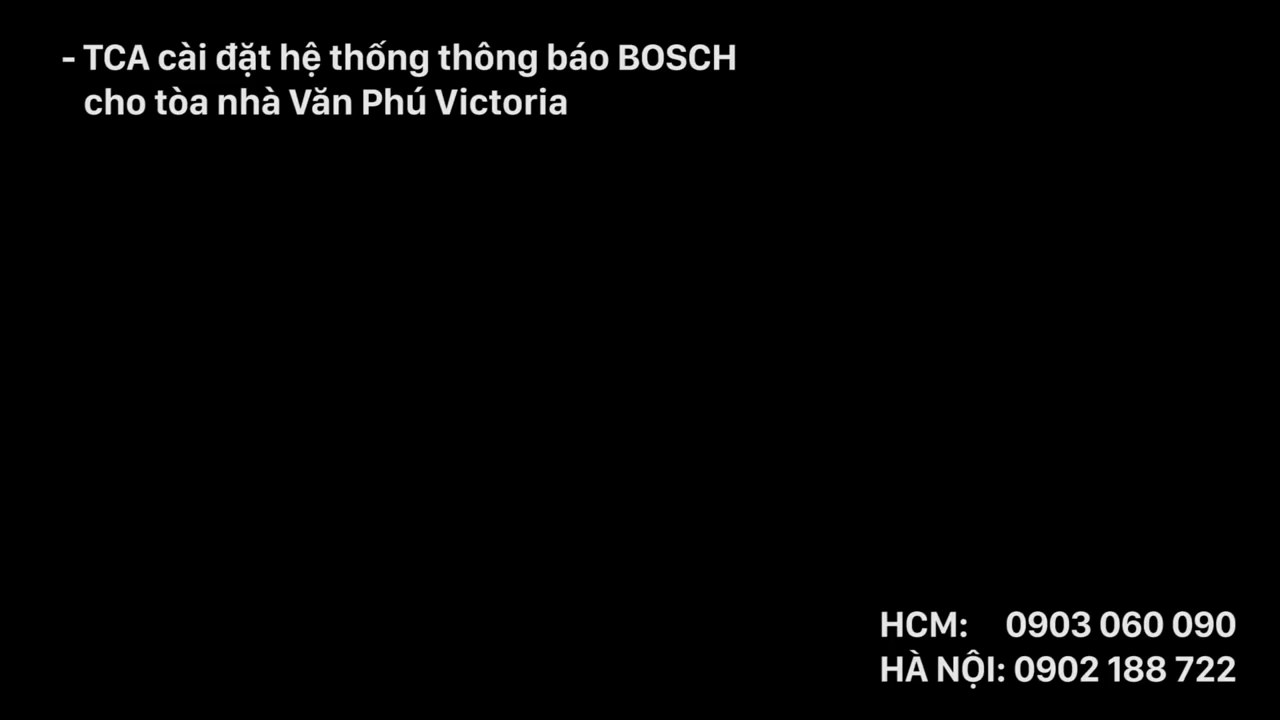 - TCA cài đặt hệ thống thông báo BOSCH
cho tòa nhà Văn Phú Victoria
HCM: 0903 060 090
HÀ NỘI: 0902 188 722